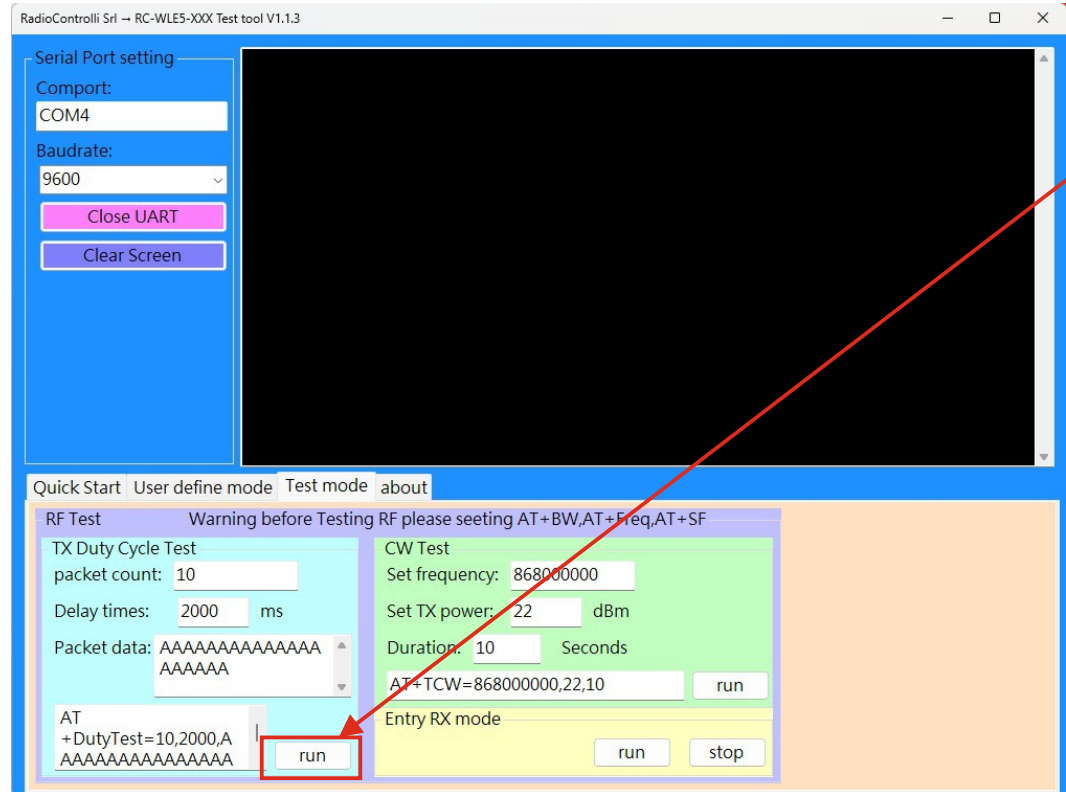 RadioControlli Srl → RC-WLE5-XXX Test tool V1.1.3
Serial Port setting
Comport:
COM4
Baudrate:
9600
Close UART
Clear Screen
Quick Start User define mode Test mode about
RF Test Warning before Testing RF please seeting AT+BW,AT+Freq,AT+SF
TX Duty Cycle Test
packet count: 10
Delay times: 2000 ms
Packet data: AAAAAAAAAAAAAA
AAAAAA
AT
+DutyTest=10,2000,A
AAAAAAAAAAAAAAA
run
CW Test
Set frequency: 868000000
Set TX power: 22 dBm
Duration: 10 Seconds
AT+TCW=868000000,22,10 run
Entry RX mode
run stop